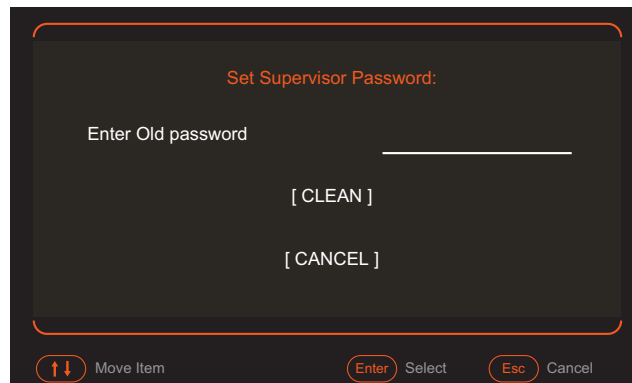 Set Supervisor Password:
Enter Old password
[ CLEAN ]
[ CANCEL ]
Move Item Enter Select Esc Cancel